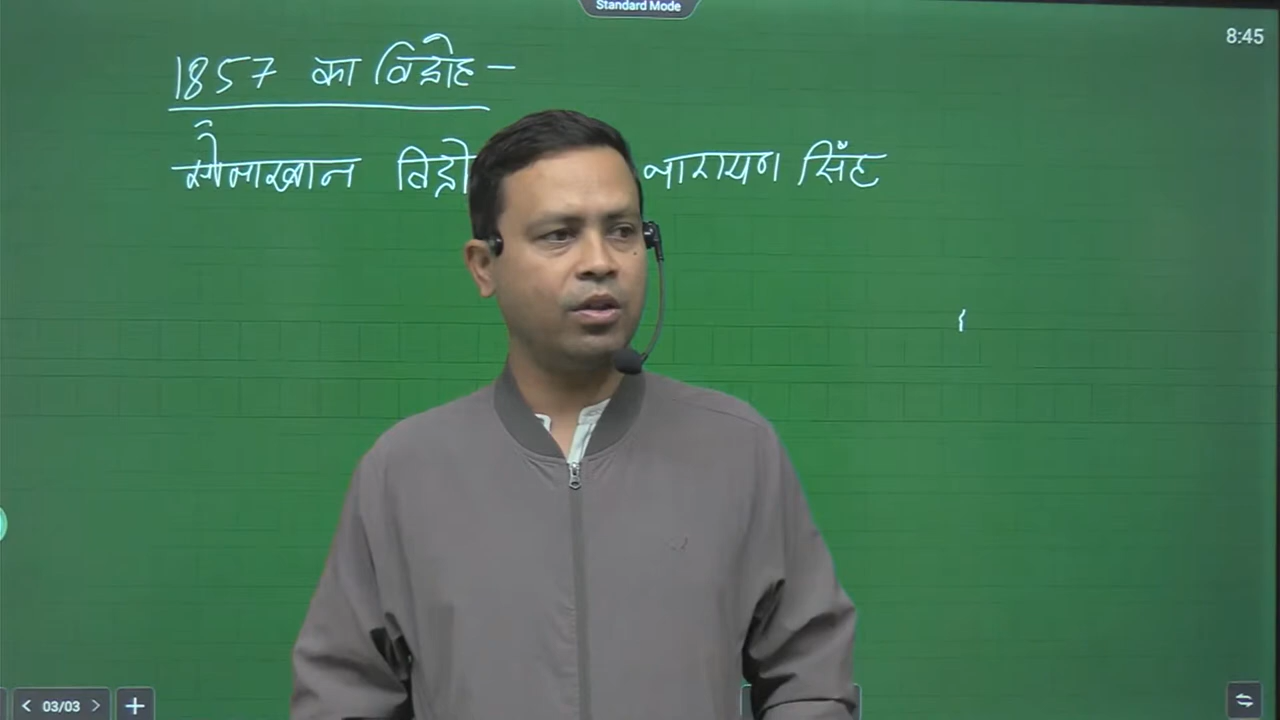 Standard Mode
8:45
1857 का विद्रोह -
सोनाखान विद्रो नारायण सिंह
03/03